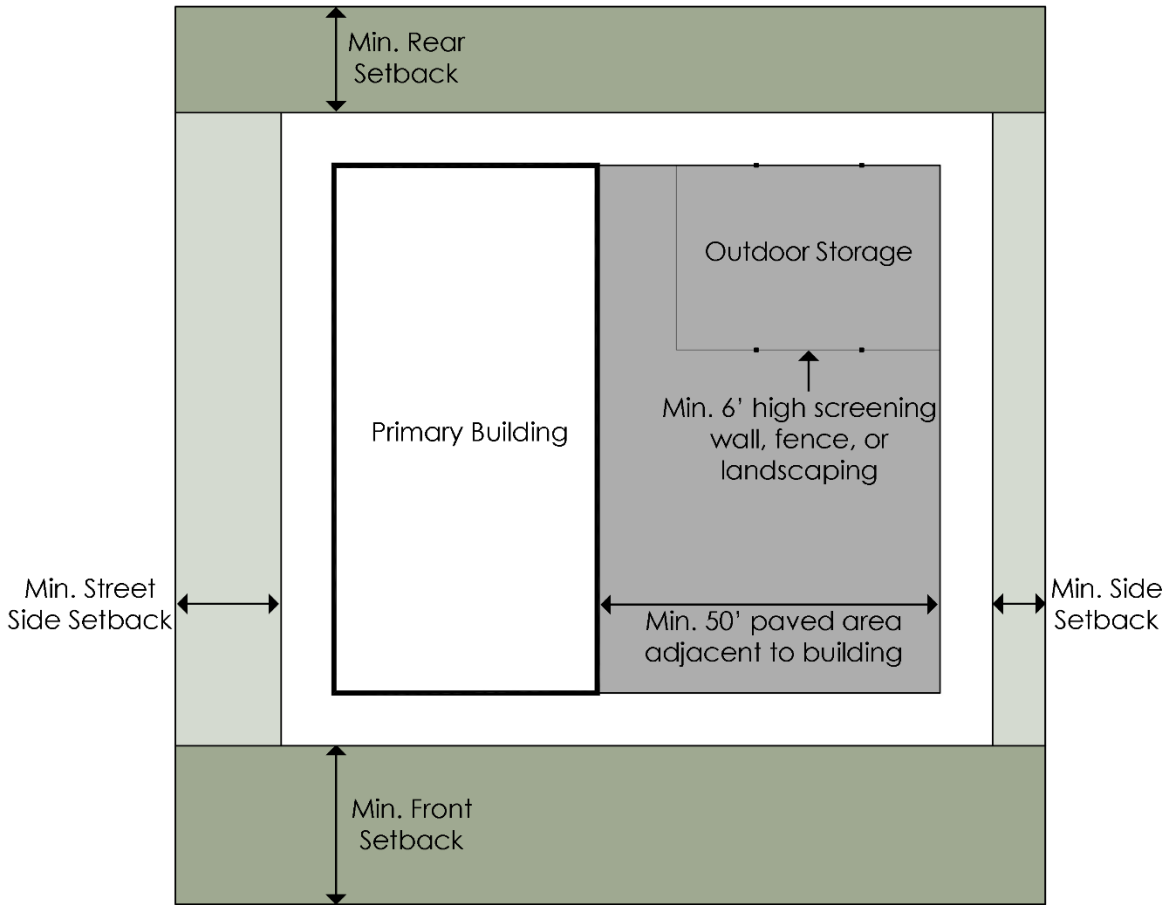 Min. Rear
Setback
Outdoor Storage
Min. 6’ high screening
wall, fence, or
landscaping
Primary Building
Min. Street
Side Setback
Min. 50’ paved area
adjacent to building
Min. Side
Setback
Min. Front
Setback